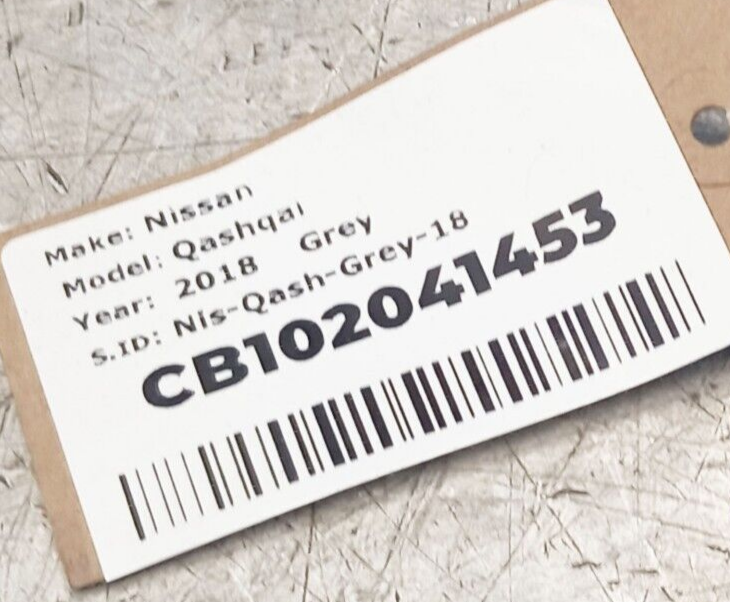 Make: Nissan
Model: Qashqai
Year: 2018 Grey
S.ID: Nis-Qash-Grey-18
CB102041453